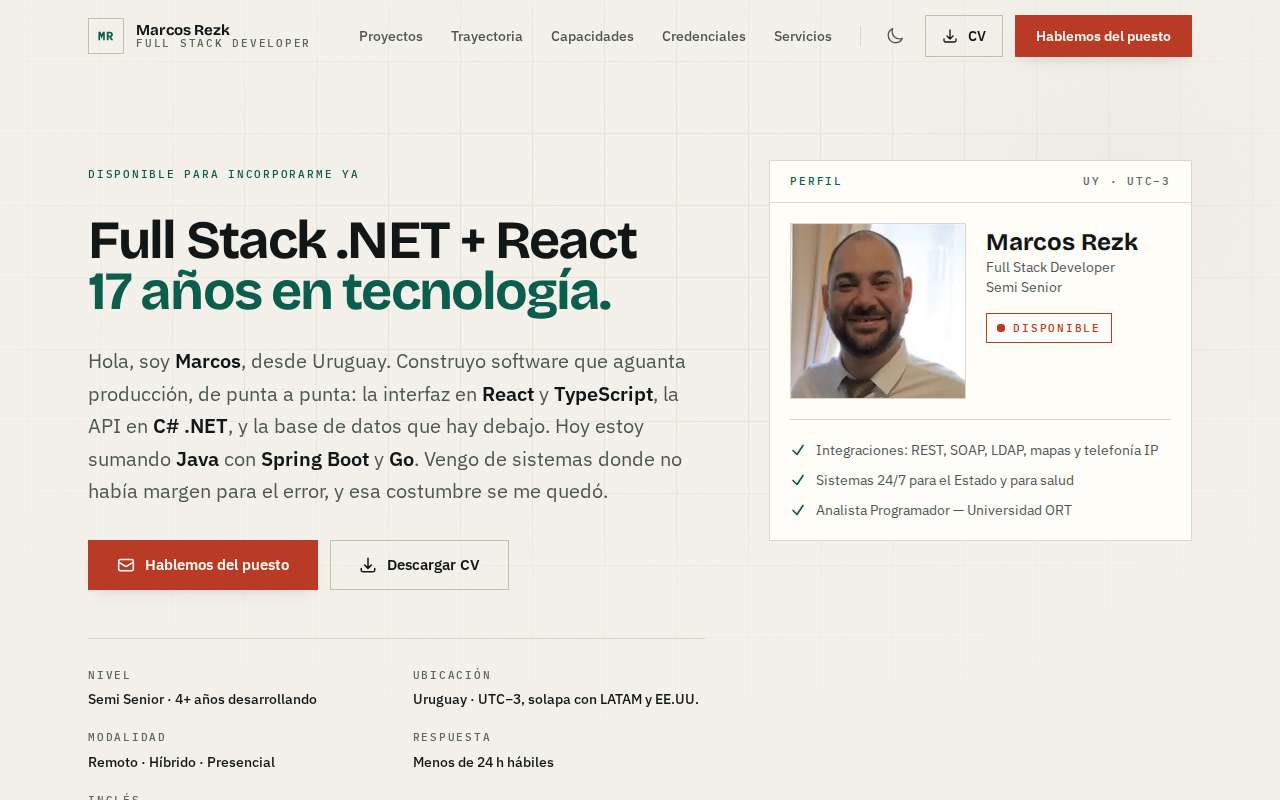 MR
Marcos Rezk
FULL STACK DEVELOPER
Proyectos
Trayectoria
Capacidades
Credenciales
Servicios
CV
Hablemos del puesto
DISPONIBLE PARA INCORPORARME YA
Full Stack .NET + React
17 años en tecnología.
Hola, soy Marcos, desde Uruguay. Construyo software que aguanta
producción, de punta a punta: la interfaz en React y TypeScript, la
API en C# .NET, y la base de datos que hay debajo. Hoy estoy
sumando Java con Spring Boot y Go. Vengo de sistemas donde no
había margen para el error, y esa costumbre se me quedó.
Hablemos del puesto
Descargar CV
PERFIL
UY · UTC−3
Marcos Rezk
Full Stack Developer
Semi Senior
DISPONIBLE
Integraciones: REST, SOAP, LDAP, mapas y telefonía IP
Sistemas 24/7 para el Estado y para salud
Analista Programador — Universidad ORT
NIVEL
Semi Senior · 4+ años desarrollando
UBICACIÓN
Uruguay · UTC−3, solapa con LATAM y EE.UU.
MODALIDAD
Remoto · Híbrido · Presencial
RESPUESTA
Menos de 24 h hábiles
INGLÉS